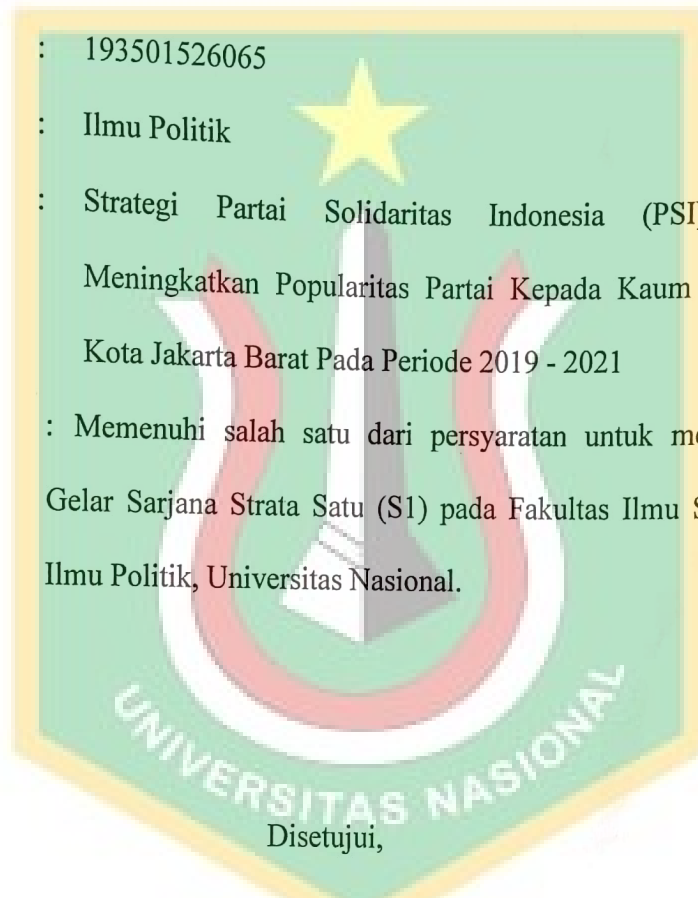 : 193501526065
: Ilmu Politik
: Strategi Partai Solidaritas Indonesia (PSI)
Meningkatkan Popularitas Partai Kepada Kaum
Kota Jakarta Barat Pada Periode 2019 - 2021
: Memenuhi salah satu dari persyaratan untuk
Gelar Sarjana Strata Satu (S1) pada Fakultas Ilmu
Ilmu Politik, Universitas Nasional.
UNIVERSITAS NASIONAL
Disetujui,